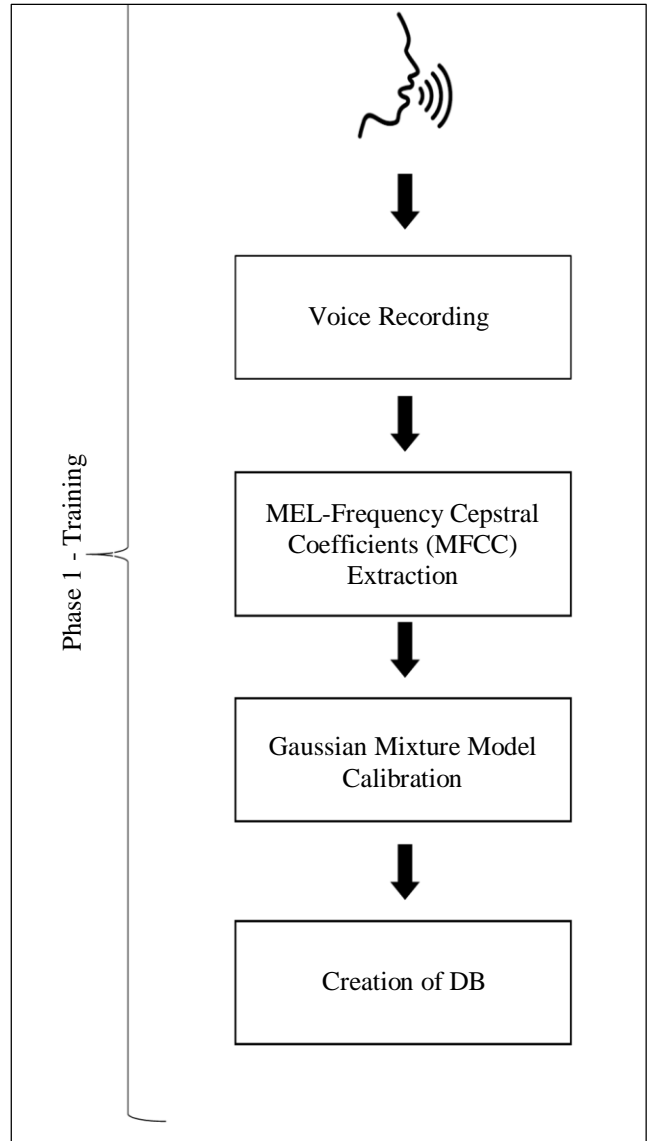 Phase 1 - Training
Voice Recording
MEL-Frequency Cepstral
Coefficients (MFCC)
Extraction
Gaussian Mixture Model
Calibration
Creation of DB